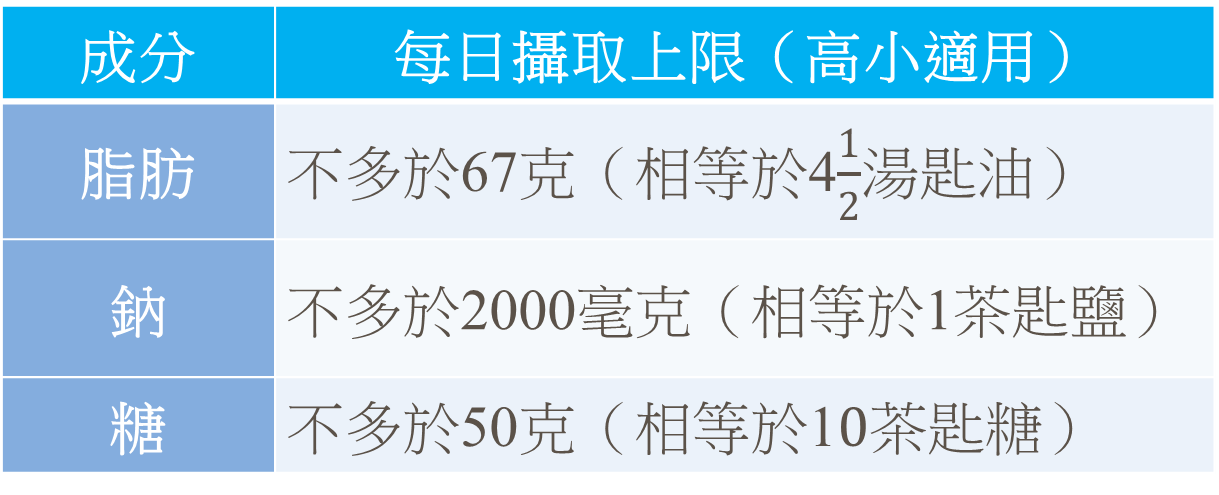 成分 每日攝取上限（高小適用）
脂肪 不多於67克（相等於4½湯匙油）
鈉 不多於2000毫克（相等於1茶匙鹽）
糖 不多於50克（相等於10茶匙糖）